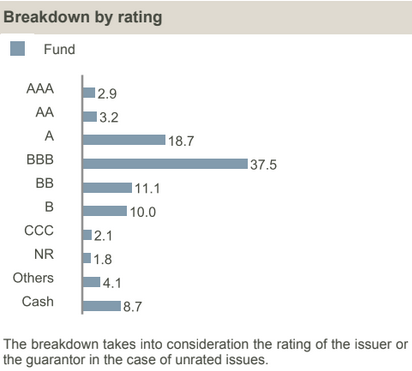 Breakdown by rating
Fund
AAA 2.9
AA 3.2
A 18.7
BBB 37.5
BB 11.1
B 10.0
CCC 2.1
NR 1.8
Others 4.1
Cash 8.7
The breakdown takes into consideration the rating of the issuer or
the guarantor in the case of unrated issues.